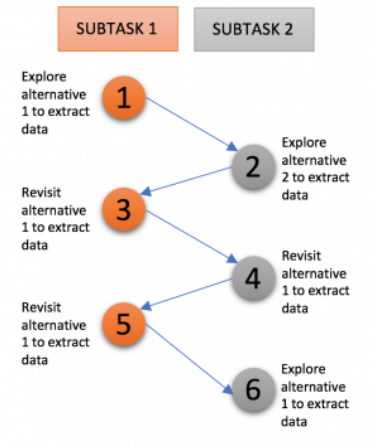 SUBTASK 1
SUBTASK 2
Explore
alternative
1 to extract
data
1
2
Explore
alternative
2 to extract
data
Revisit
alternative
1 to extract
data
3
4
Revisit
alternative
1 to extract
data
Revisit
alternative
1 to extract
data
5
6
Explore
alternative
1 to extract
data